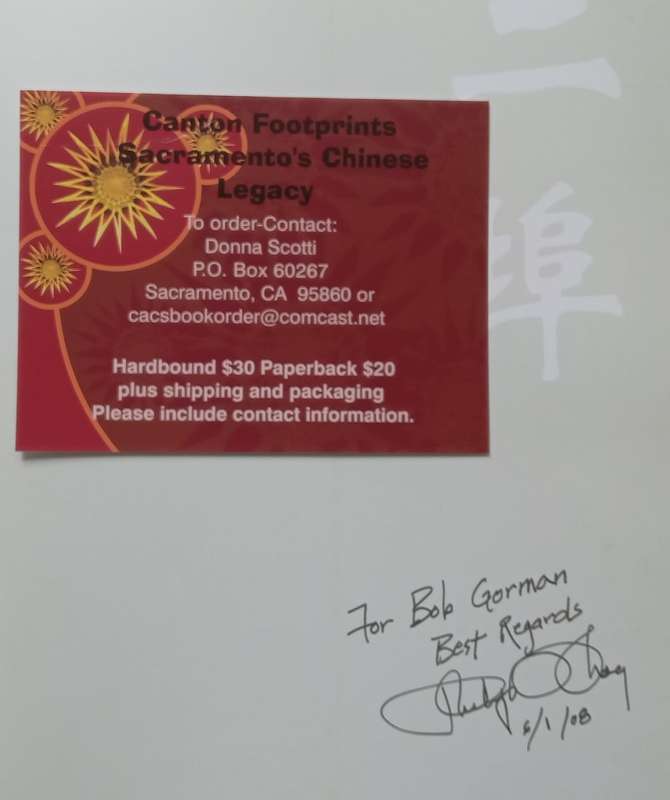 二
埠
Canton Footprints
Sacramento's Chinese
Legacy
To order-Contact:
Donna Scotti
P.O. Box 60267
Sacramento, CA 95860 or
cacsbookorder@comcast.net
Hardbound $30 Paperback $20
plus shipping and packaging
Please include contact information.
For Bob Gorman
Best Regards
6/1/08